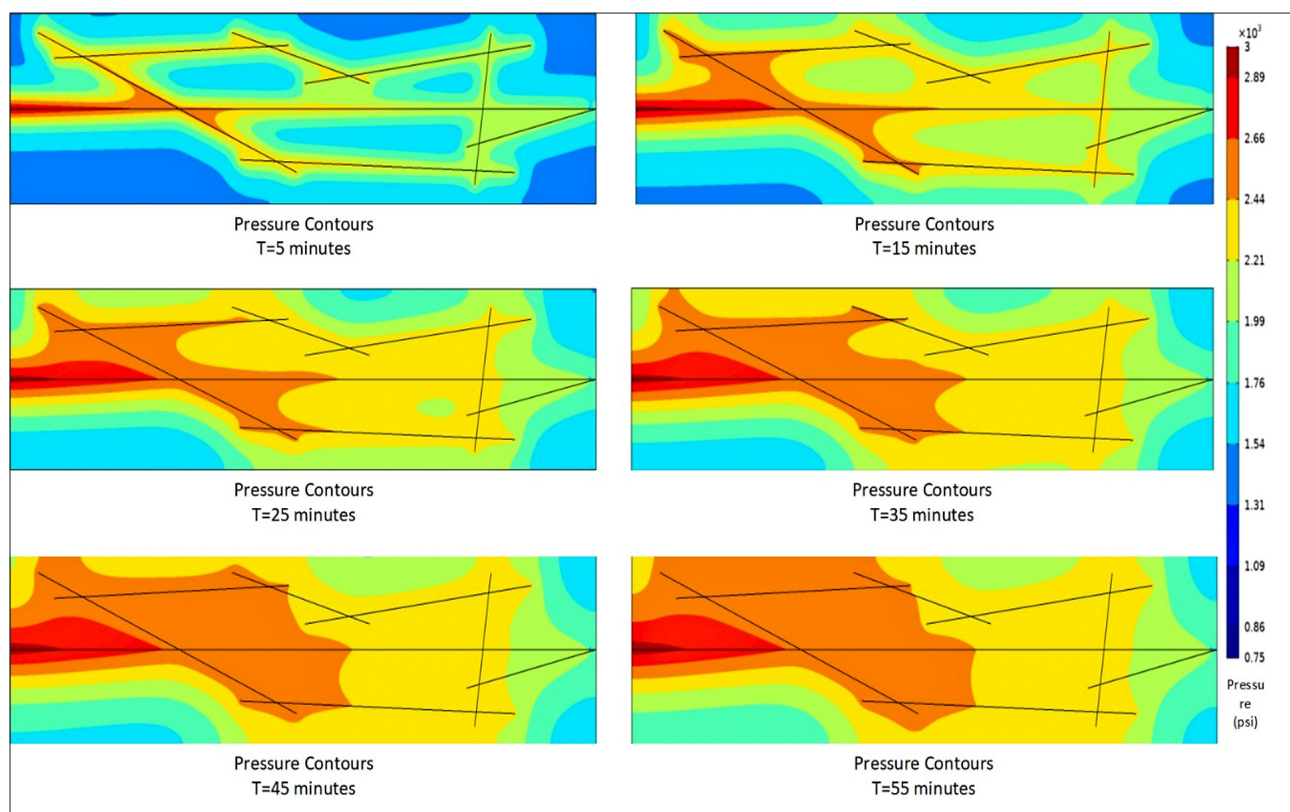 ×10³
3
2.89
2.66
2.44
2.21
1.99
1.76
1.54
1.31
1.09
0.86
0.75
Pressu
re
(psi)
Pressure Contours
T=5 minutes
Pressure Contours
T=15 minutes
Pressure Contours
T=25 minutes
Pressure Contours
T=35 minutes
Pressure Contours
T=45 minutes
Pressure Contours
T=55 minutes